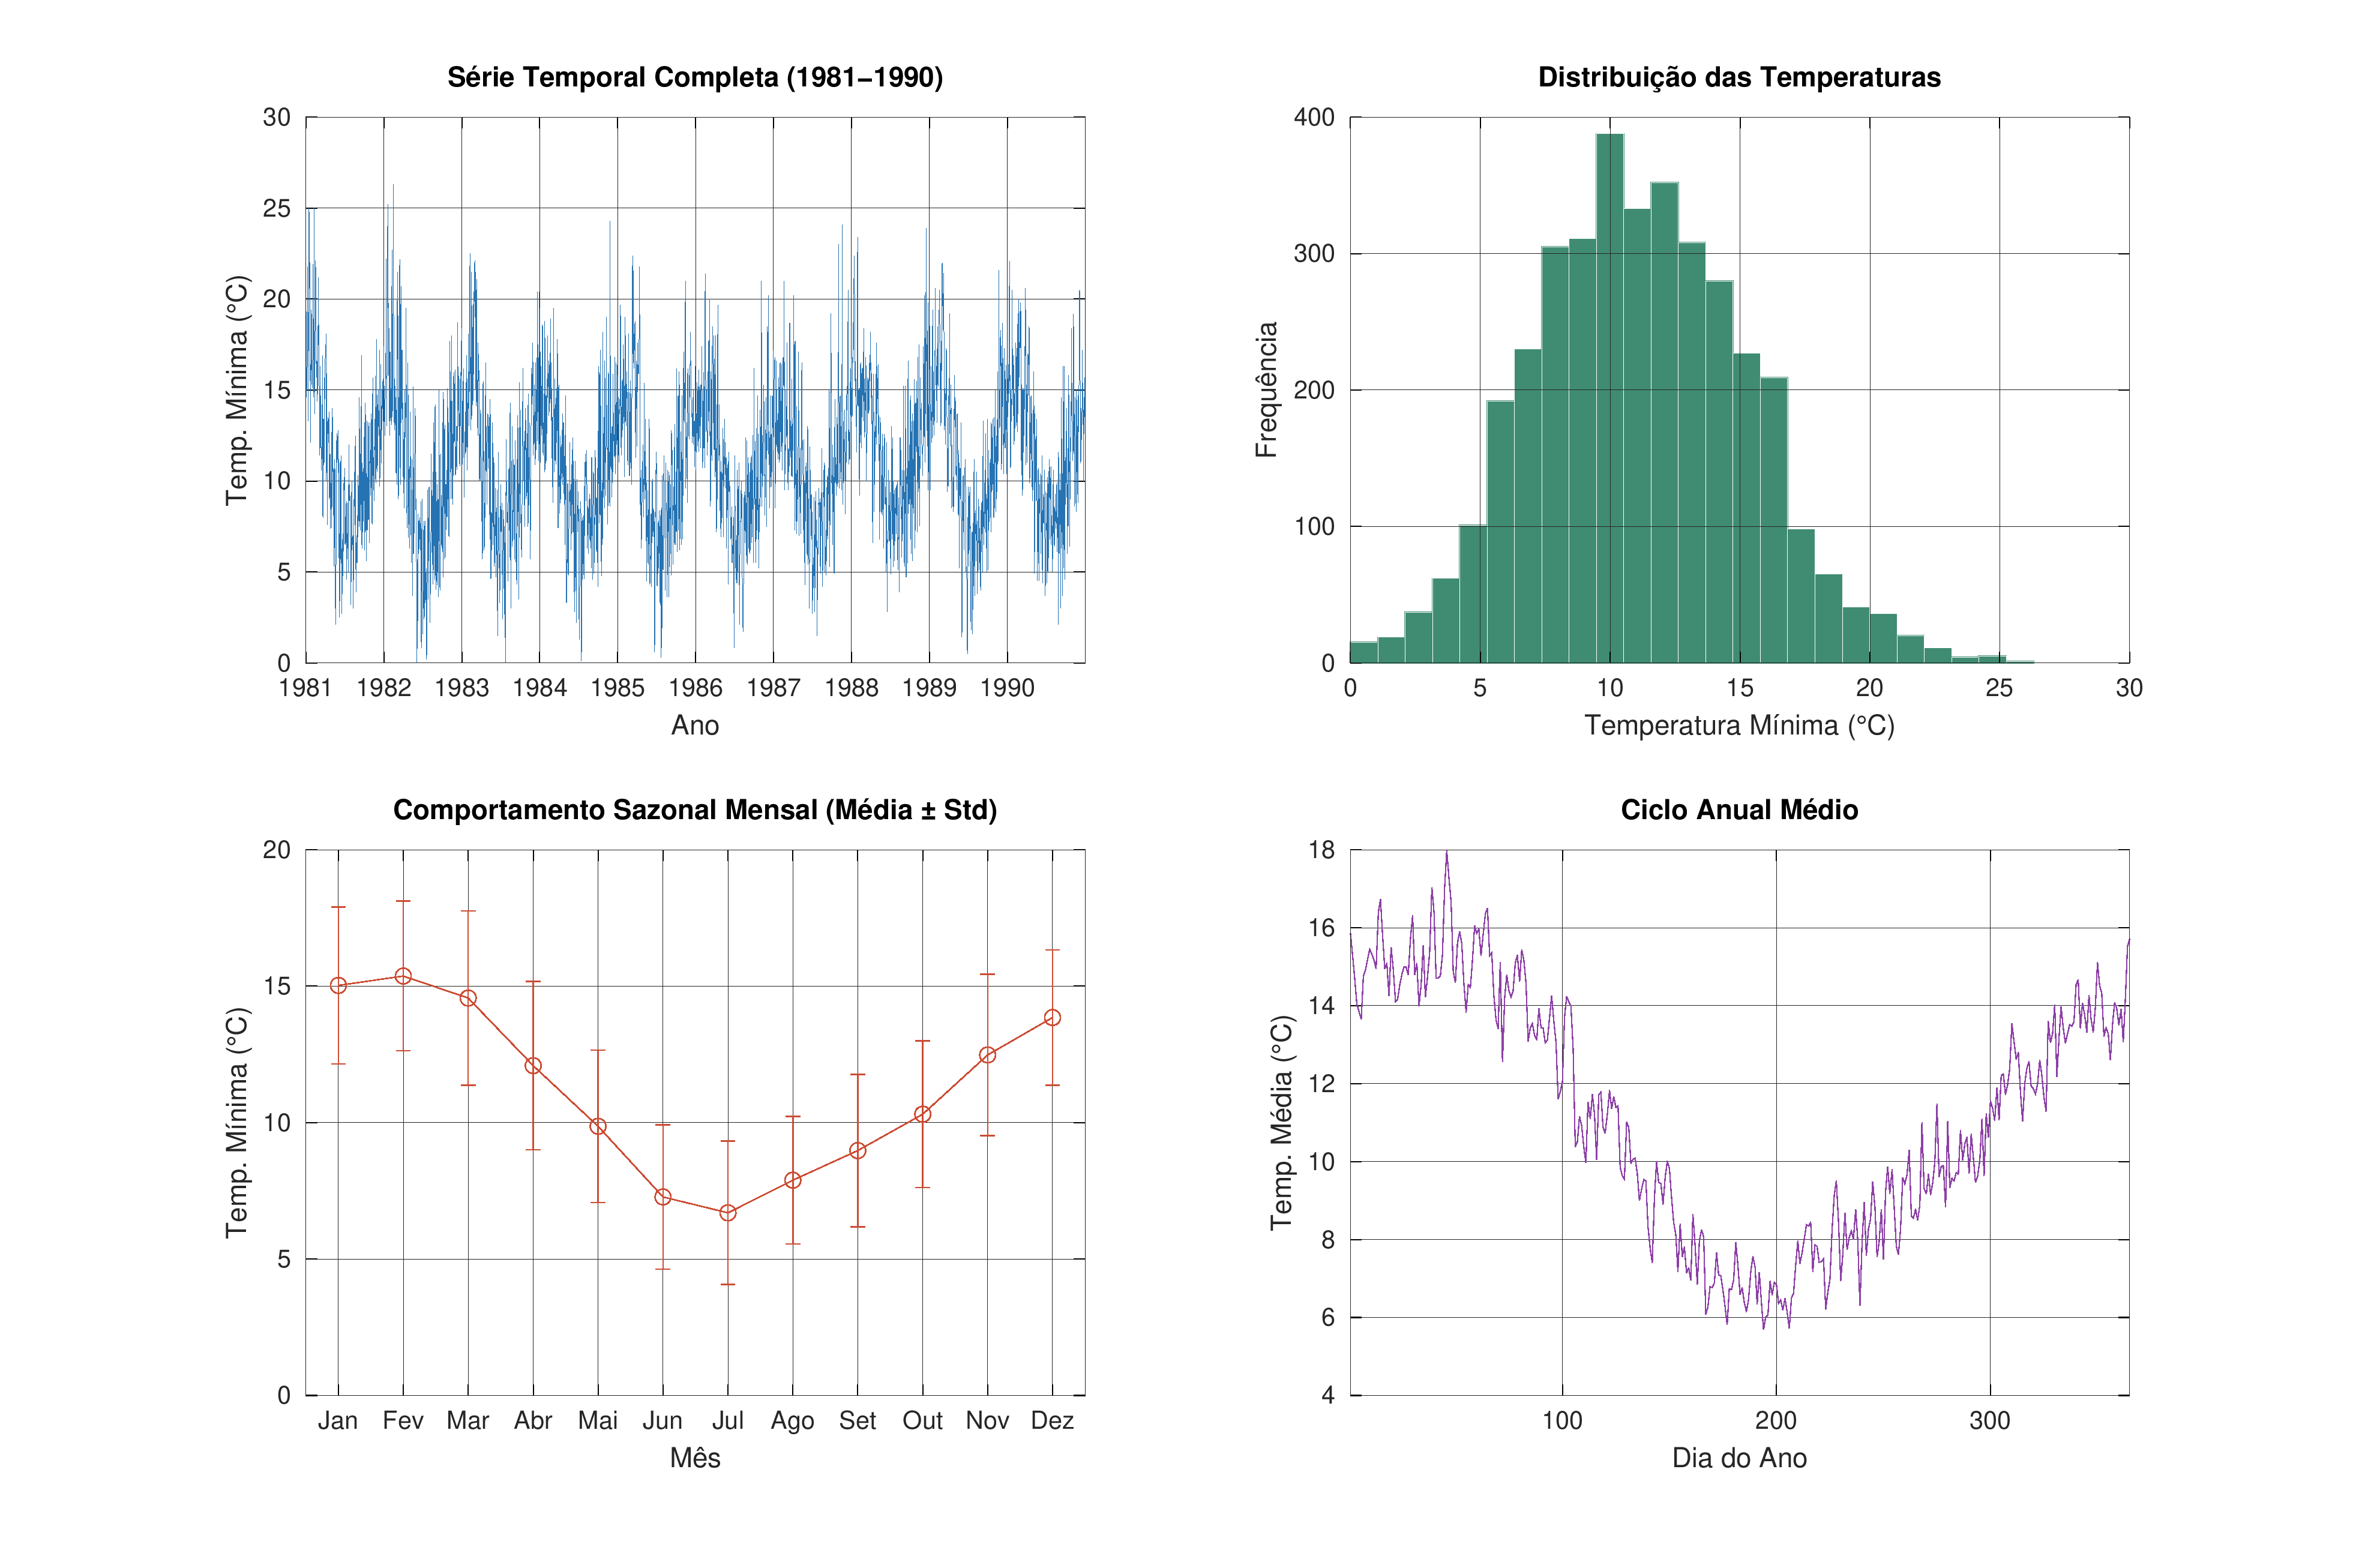 Série Temporal Completa (1981–1990)
30
25
20
15
10
5
0
Temp. Mínima (°C)
1981 1982 1983 1984 1985 1986 1987 1988 1989 1990
Ano
Distribuição das Temperaturas
400
300
200
100
0
Frequência
0 5 10 15 20 25 30
Temperatura Mínima (°C)
Comportamento Sazonal Mensal (Média ± Std)
20
15
10
5
0
Temp. Mínima (°C)
Jan Fev Mar Abr Mai Jun Jul Ago Set Out Nov Dez
Mês
Ciclo Anual Médio
18
16
14
12
10
8
6
4
Temp. Média (°C)
100 200 300
Dia do Ano